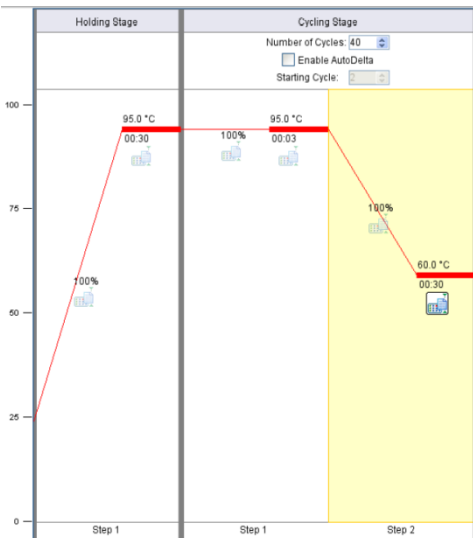 Holding Stage
Cycling Stage
Number of Cycles: 40
Enable AutoDelta
Starting Cycle: 2
100
95.0 °C
00:30
95.0 °C
100%
00:03
75
100%
60.0 °C
100%
00:30
50
25
0
Step 1
Step 1
Step 2